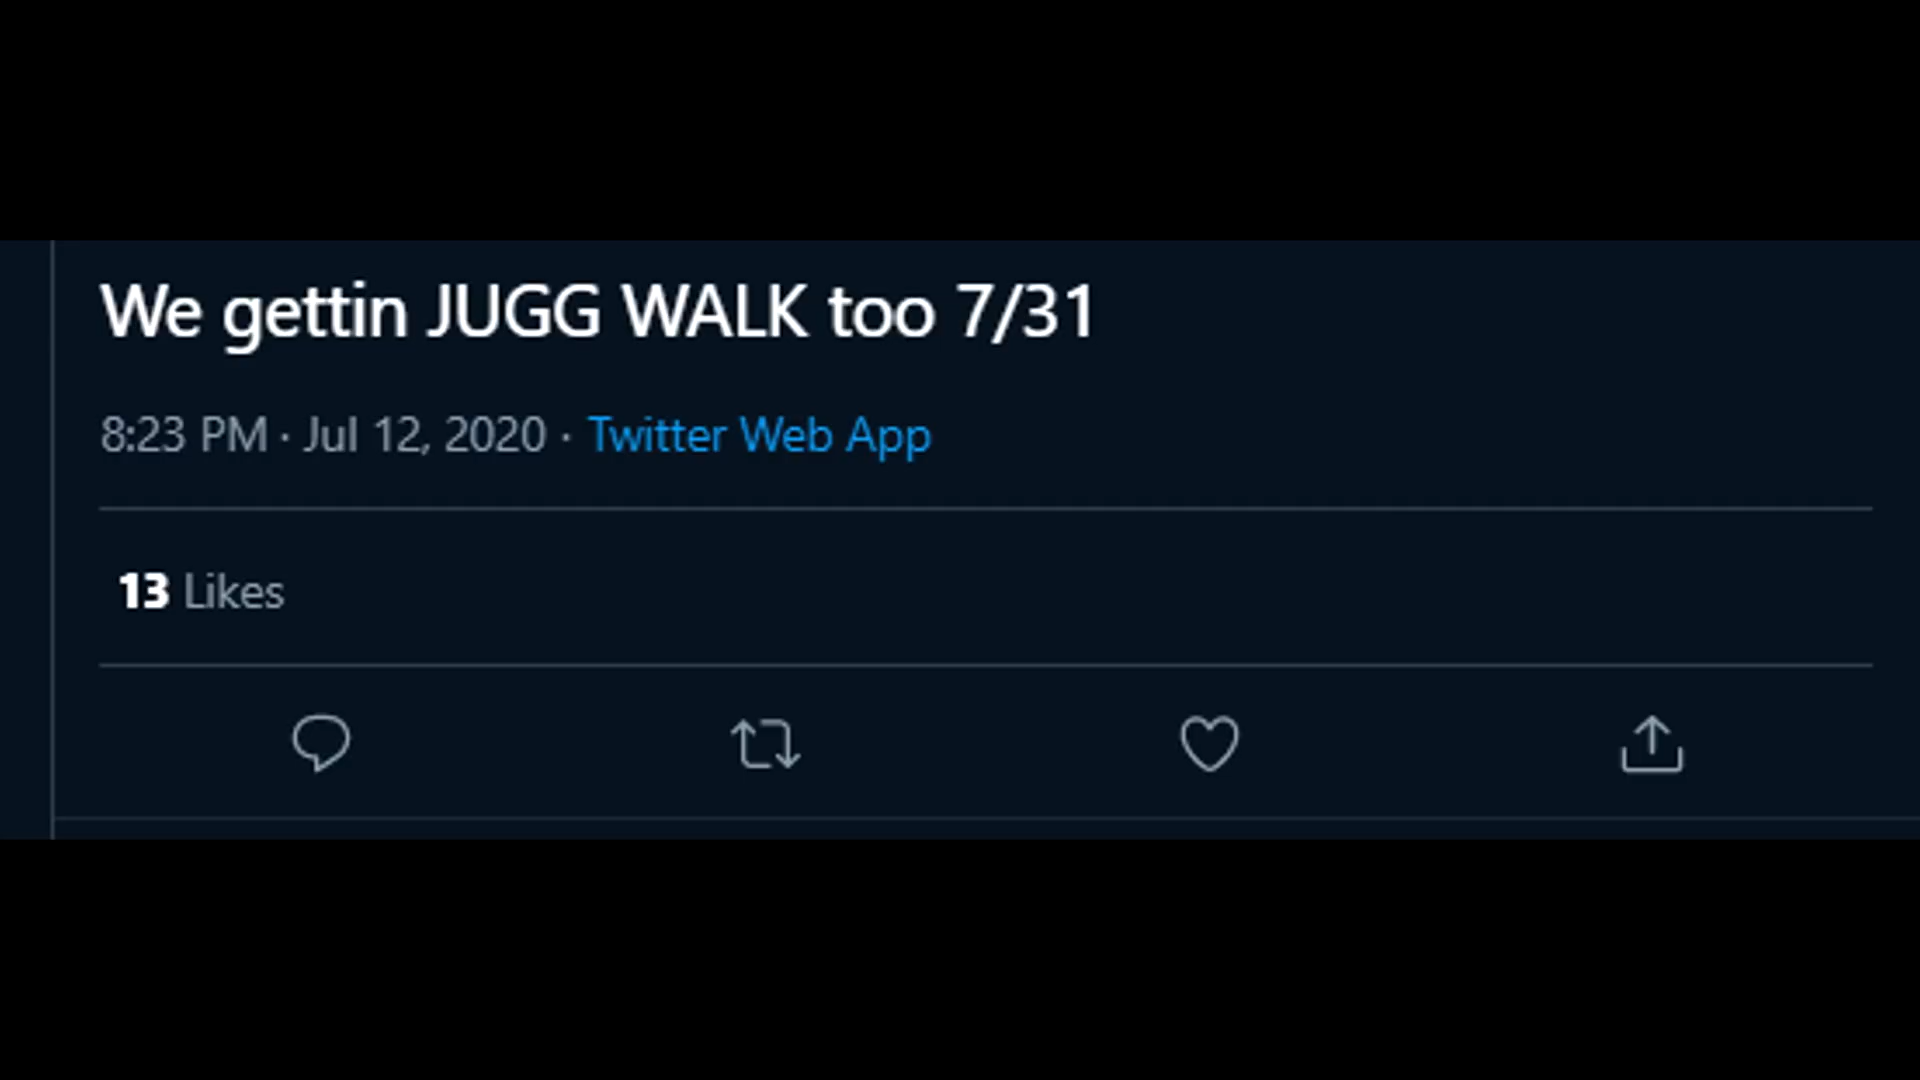 We gettin JUGG WALK too 7/31
8:23 PM · Jul 12, 2020 · Twitter Web App
13 Likes